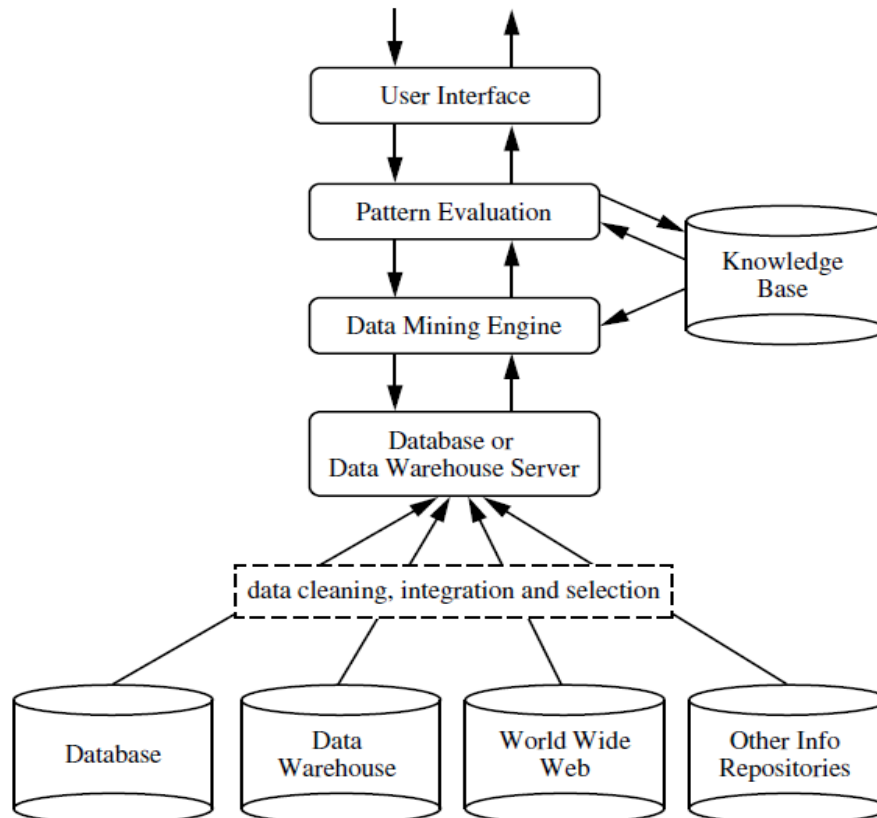 User Interface
Pattern Evaluation
Knowledge
Base
Data Mining Engine
Database or
Data Warehouse Server
data cleaning, integration and selection
Database
Data
Warehouse
World Wide
Web
Other Info
Repositories